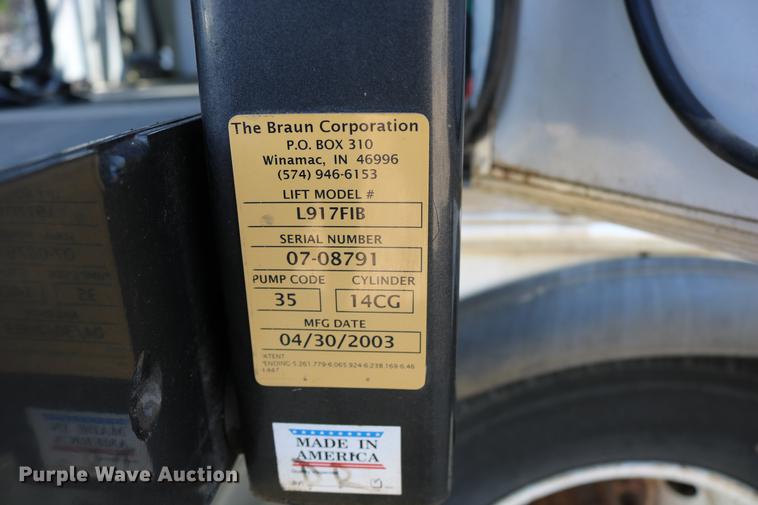 The Braun Corporation
P.O. BOX 310
Winamac, IN 46996
(574) 946-6153
LIFT MODEL #
L917FIB
SERIAL NUMBER
07-08791
PUMP CODE CYLINDER
35 14CG
MFG DATE
04/30/2003
MADE IN
AMERICA
Purple Wave Auction